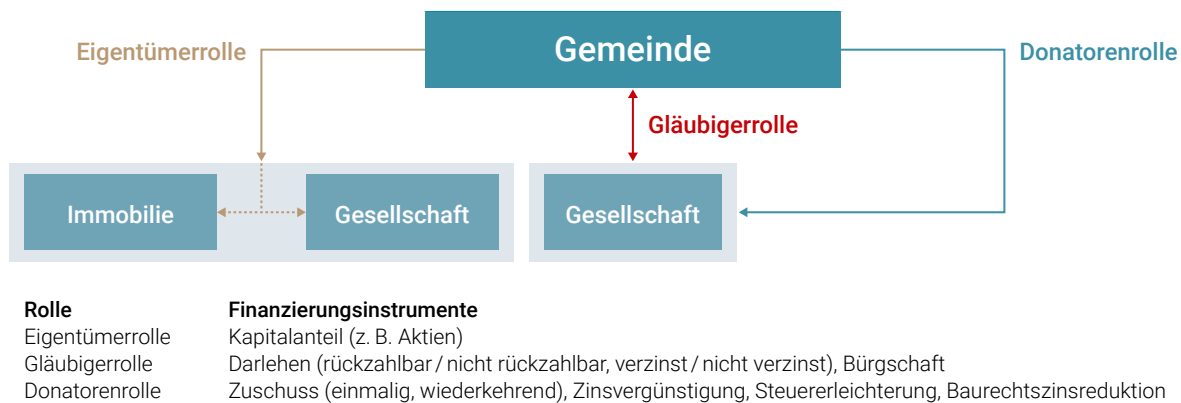 Gemeinde
Eigentümerrolle
Donatorenrolle
Gläubigerrolle
Immobilie
Gesellschaft
Gesellschaft
Rolle Finanzierungsinstrumente
Eigentümerrolle Kapitalanteil (z. B. Aktien)
Gläubigerrolle Darlehen (rückzahlbar / nicht rückzahlbar, verzinst / nicht verzinst), Bürgschaft
Donatorenrolle Zuschuss (einmalig, wiederkehrend), Zinsvergünstigung, Steuererleichterung, Baurechtszinsreduktion